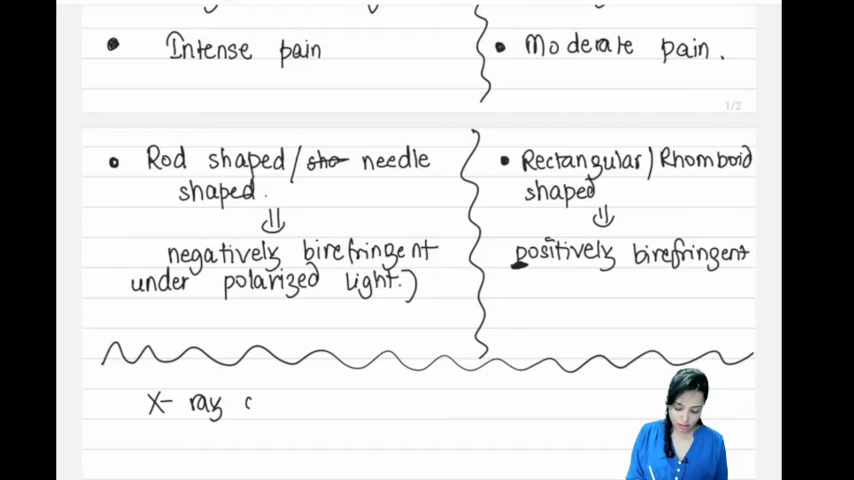 • Intense pain
• Moderate pain.
1/2
• Rod shaped/ needle
shaped.
negatively birefringent
under polarized light.)
• Rectangular/Rhomboid
shaped
positively birefringent
X-ray c